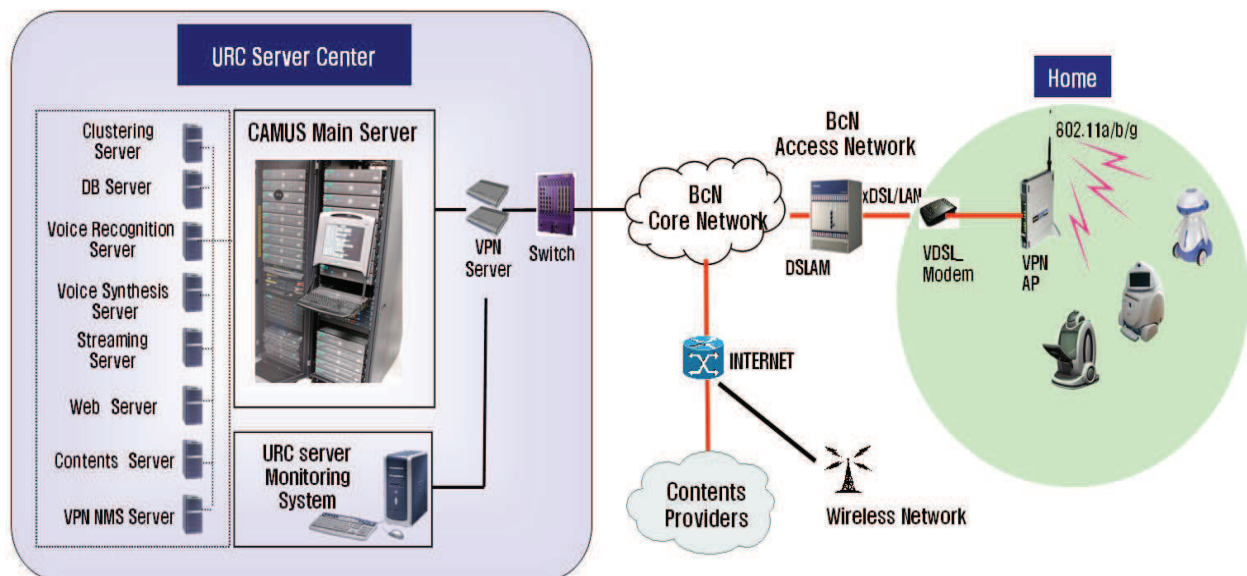 URC Server Center
Clustering
Server
DB Server
Voice Recognition
Server
Voice Synthesis
Server
Streaming
Server
Web Server
Contents Server
VPN NMS Server
CAMUS Main Server
URC server
Monitoring
System
VPN
Server
Switch
BcN
Core Network
BcN
Access Network
xDSL/LAN
DSLAM
VDSL_
Modem
INTERNET
Contents
Providers
Wireless Network
Home
802.11a/b/g
VPN
AP